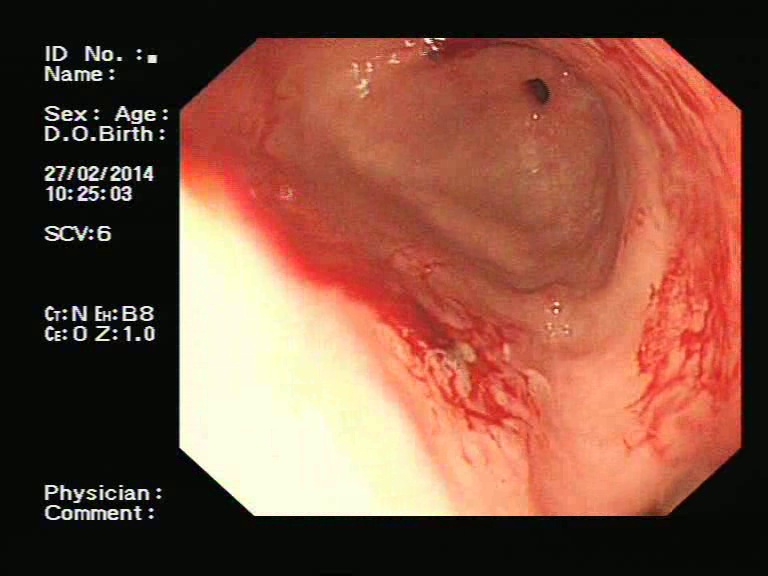 ID No. :
Name:
Sex: Age:
D.O.Birth:
27/02/2014
10:25:03
SCV:6
CT:N EH:B8
CE:0 Z:1.0
Physician:
Comment: